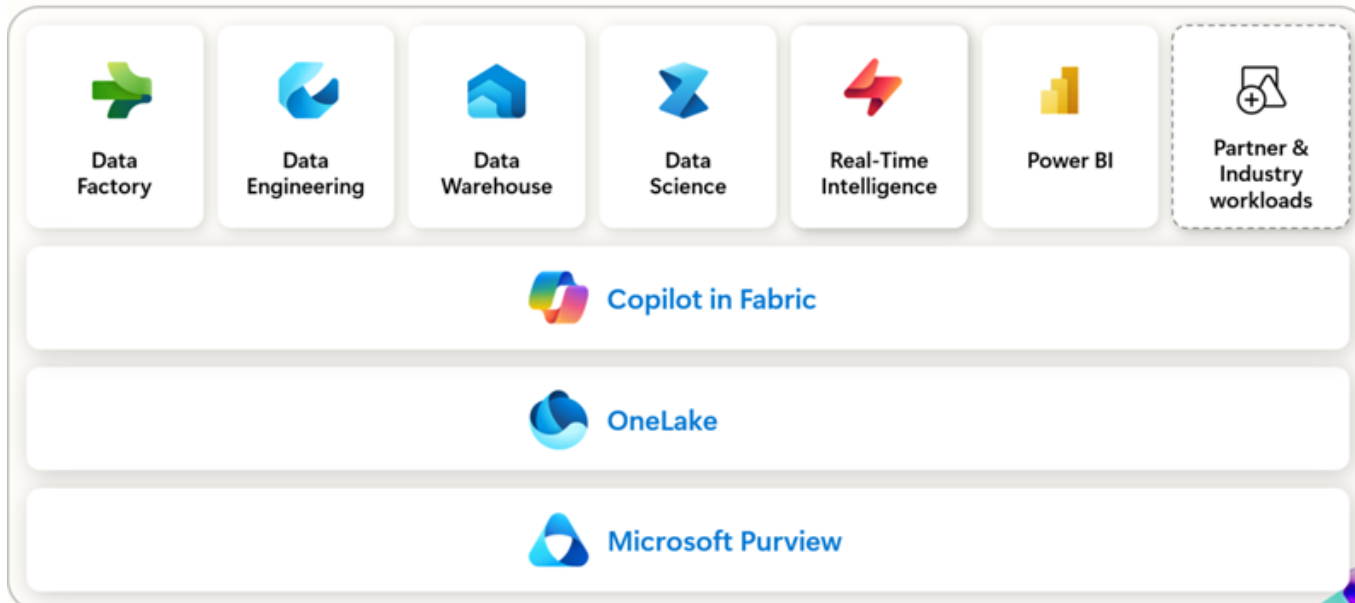 Data
Factory
Data
Engineering
Data
Warehouse
Data
Science
Real-Time
Intelligence
Power BI
Partner &
Industry
workloads
Copilot in Fabric
OneLake
Microsoft Purview